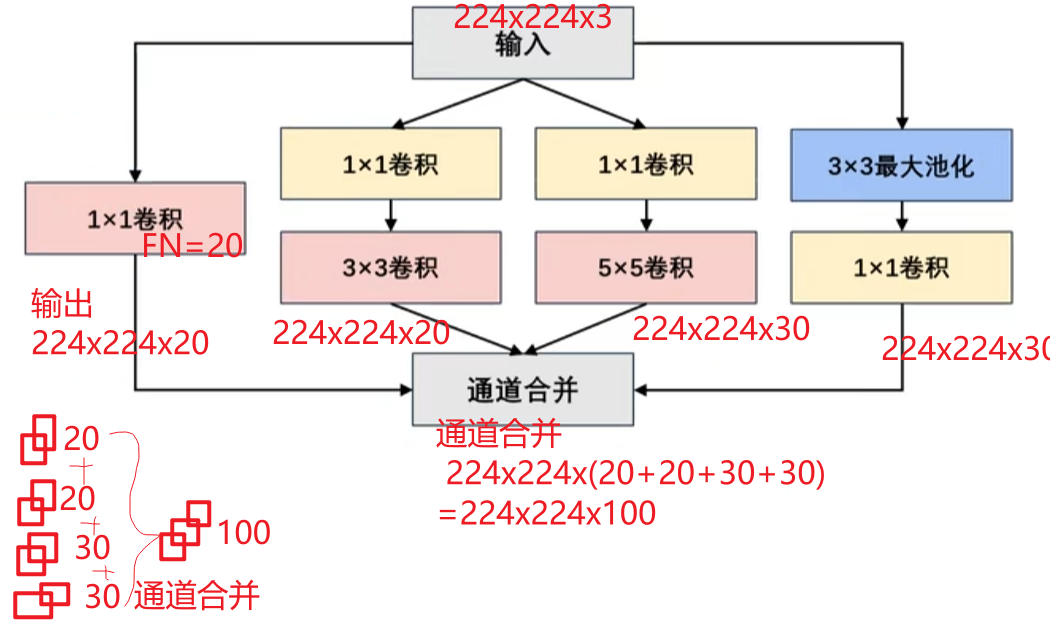 224x224x3
输入
1×1卷积
1×1卷积
3×3最大池化
1×1卷积
FN=20
3×3卷积
5×5卷积
1×1卷积
输出
224x224x20
224x224x20
224x224x30
224x224x30
通道合并
通道合并
224x224x(20+20+30+30)
=224x224x100
20
+
20
+
30
+
30
100
通道合并